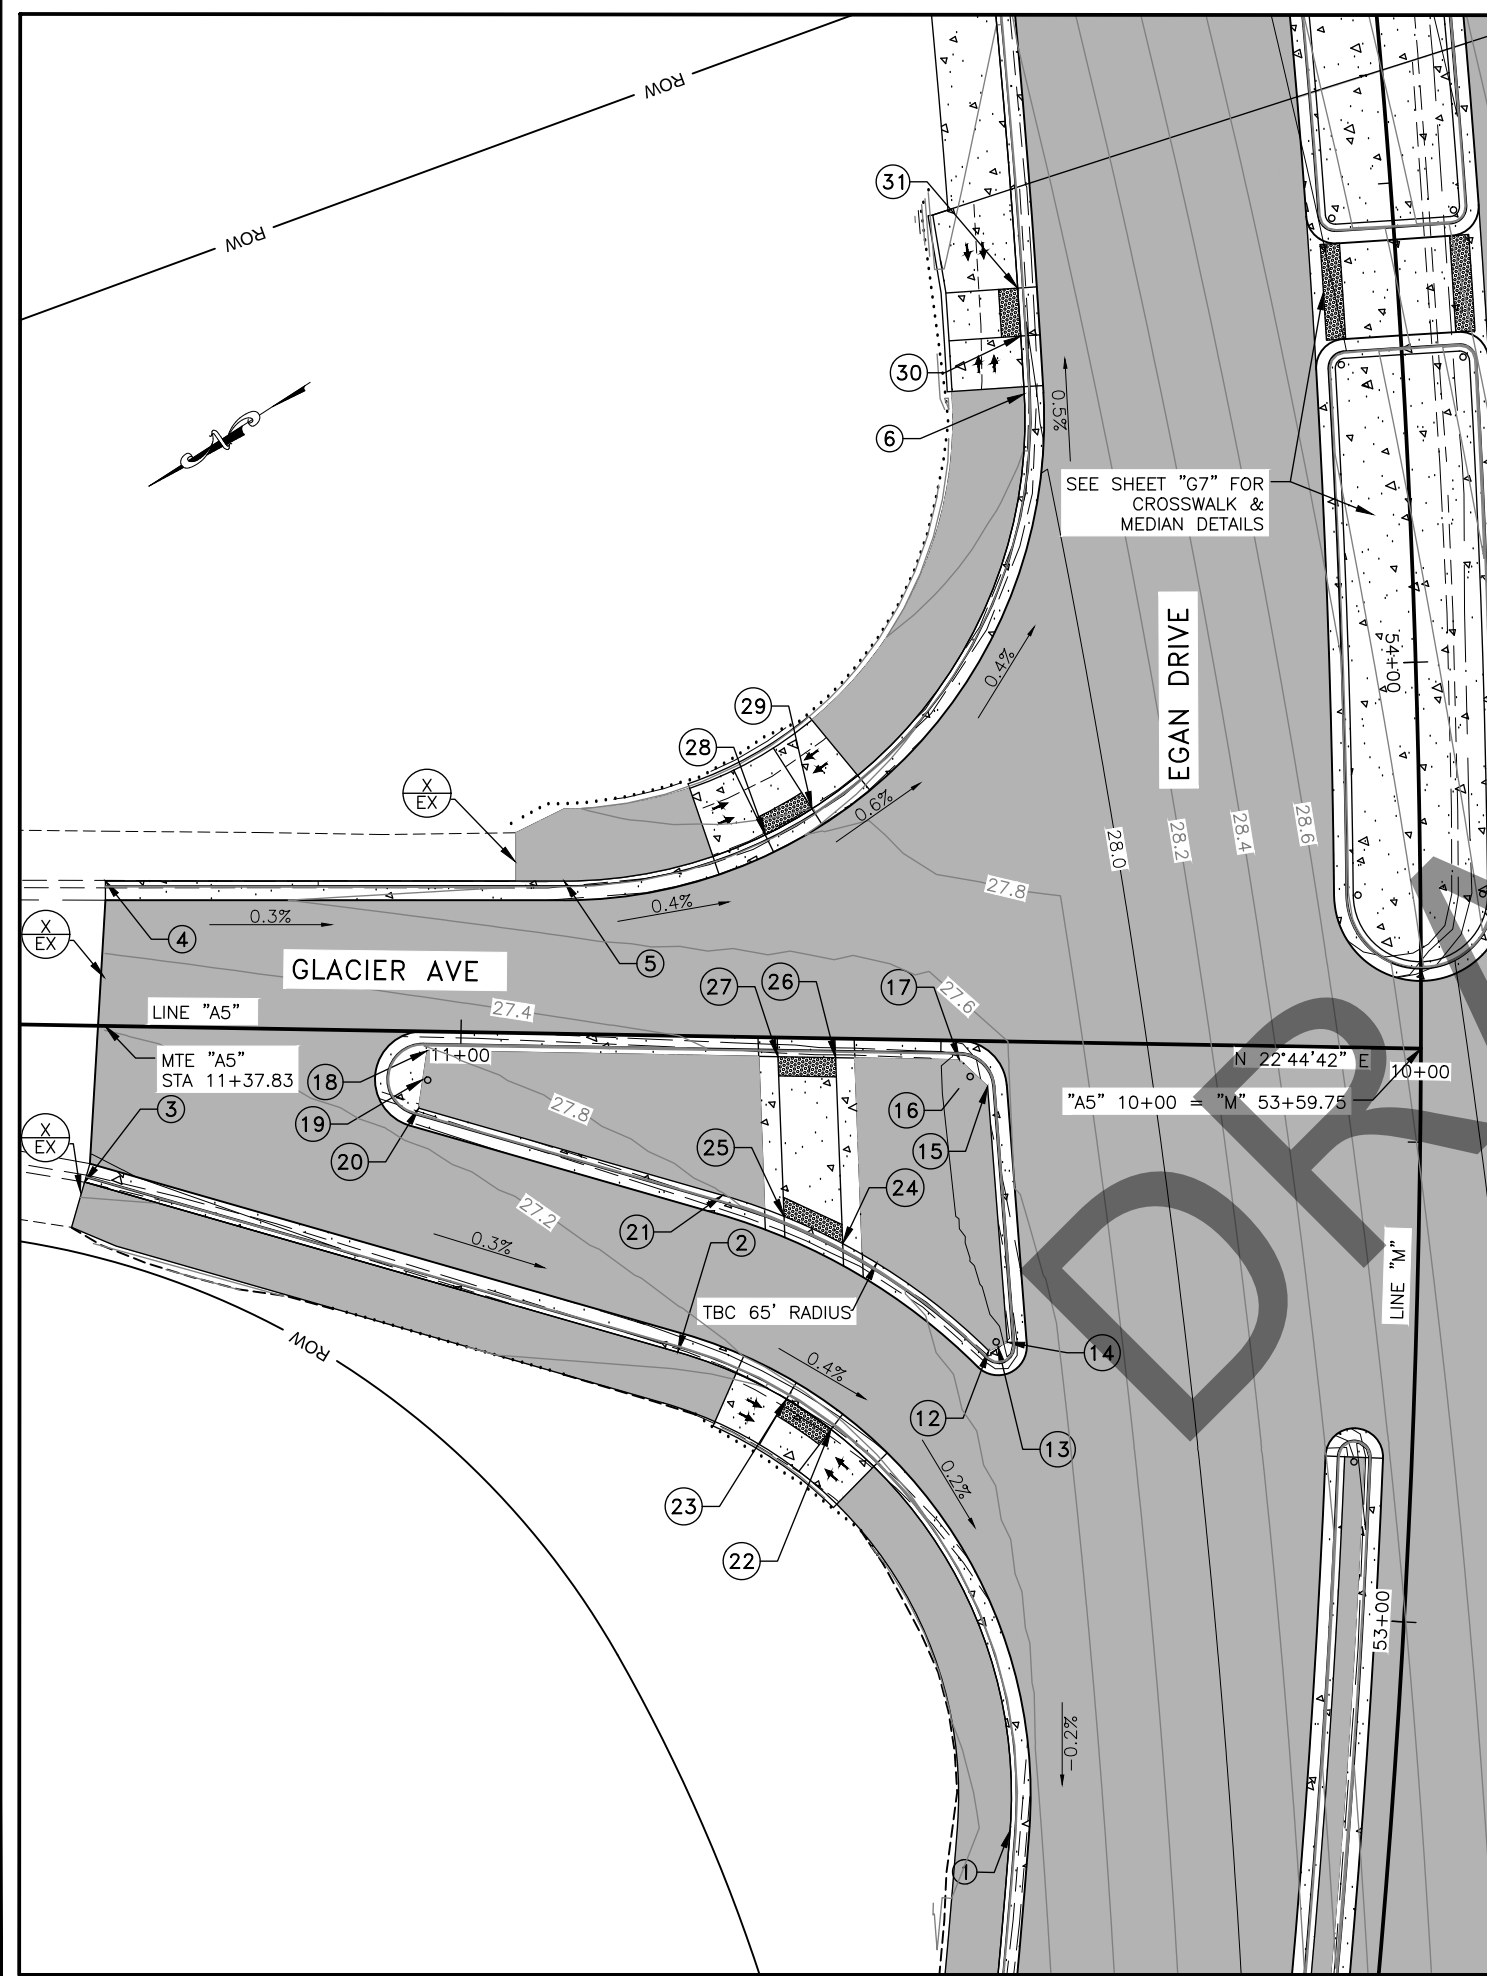 ROW
ROW
31
30
6
0.5%
SEE SHEET "G7" FOR
CROSSWALK &
MEDIAN DETAILS
EGAN DRIVE
54+00
0.4%
29
28
X
EX
0.6%
28.0
28.2
28.4
28.6
27.8
0.3%
0.4%
4
5
X
EX
GLACIER AVE
27
26
17
27.6
27.4
LINE "A5"
MTE "A5"
STA 11+37.83
11+00
N 22°44'42" E
10+00
"A5" 10+00 = "M" 53+59.75
18
19
20
16
15
3
X
EX
27.8
25
24
27.2
21
2
0.3%
TBC 65' RADIUS
LINE "M"
ROW
0.4%
14
12
13
0.2%
23
22
53+00
-0.2%
1
N
DRA